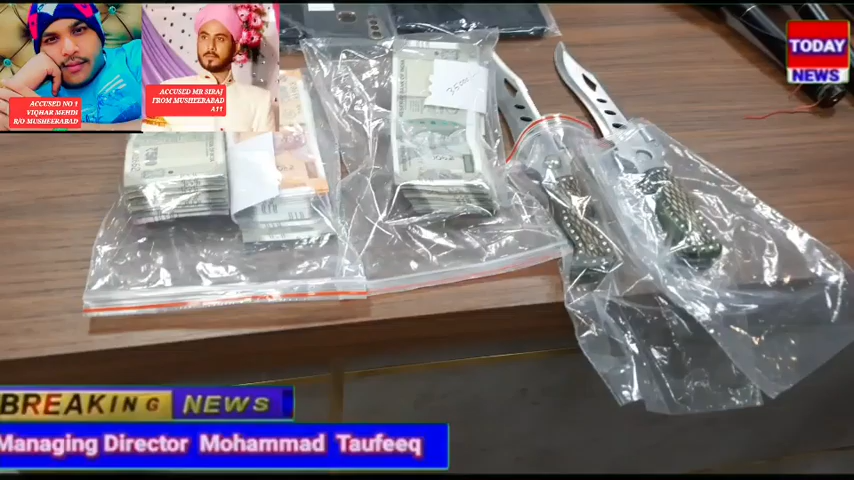 ACCUSED NO 1
VIQHAR MEHDI
R/O MUSHEERABAD
ACCUSED MR SIRAJ
FROM MUSHEERABAD
A11
TODAY
NEWS
BREAKING NEWS
Managing Director Mohammad Taufeeq